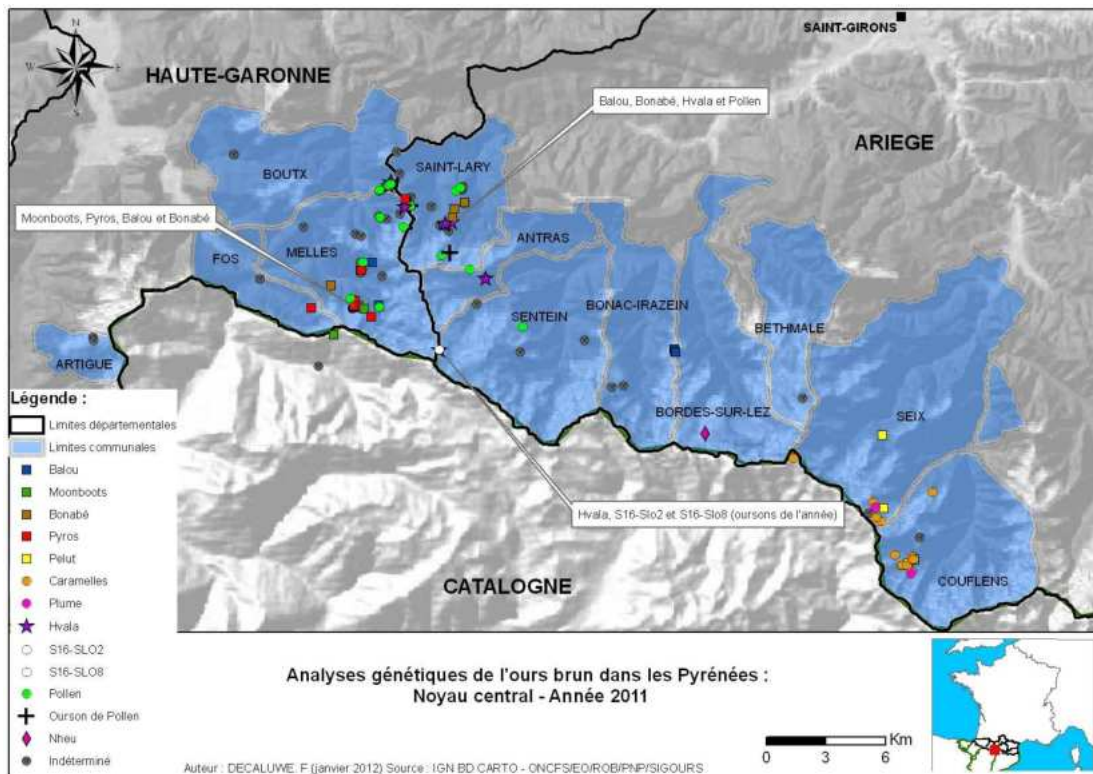 N
S
SAINT-GIRONS
HAUTE-GARONNE
Balou, Bonabé, Hvala et Pollen
ARIEGE
SAINT-LARY
BOUTX
Moonboots, Pyros, Balou et Bonabé
ANTRAS
MELLES
FOS
BONAC-IRAZEIN
SENTEIN
BETHMALE
ARTIGUE
BORDES-SUR-LEZ
SEIX
Hvala, S16-Slo2 et S16-Slo8 (oursons de l'année)
CATALOGNE
COUFLENS
Légende :
Limites départementales
Limites communales
Balou
Moonboots
Bonabé
Pyros
Pelut
Caramelles
Plume
Hvala
S16-SLO2
S16-SLO8
Pollen
Ourson de Pollen
Nheu
Indéterminé
Analyses génétiques de l'ours brun dans les Pyrénées :
Noyau central - Année 2011
Km
0 3 6
Auteur : DECALUWE. F (janvier 2012) Source : IGN BD CARTO - ONCFS/EO/ROB/PNP/SIGOURS